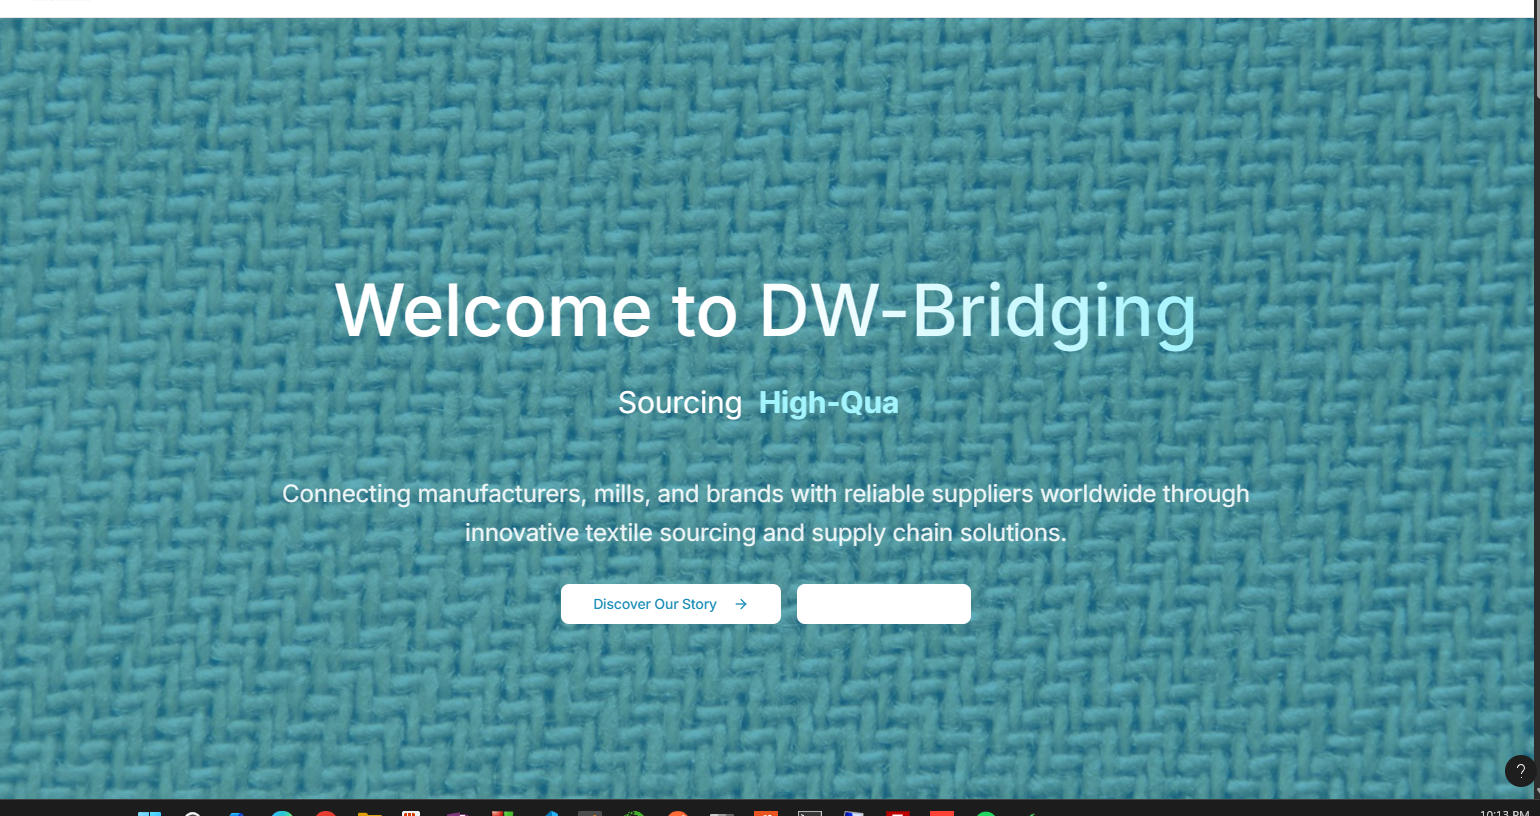 Welcome to DW-Bridging
Sourcing High-Qua
Connecting manufacturers, mills, and brands with reliable suppliers worldwide through
innovative textile sourcing and supply chain solutions.
Discover Our Story →
?
10:13 PM